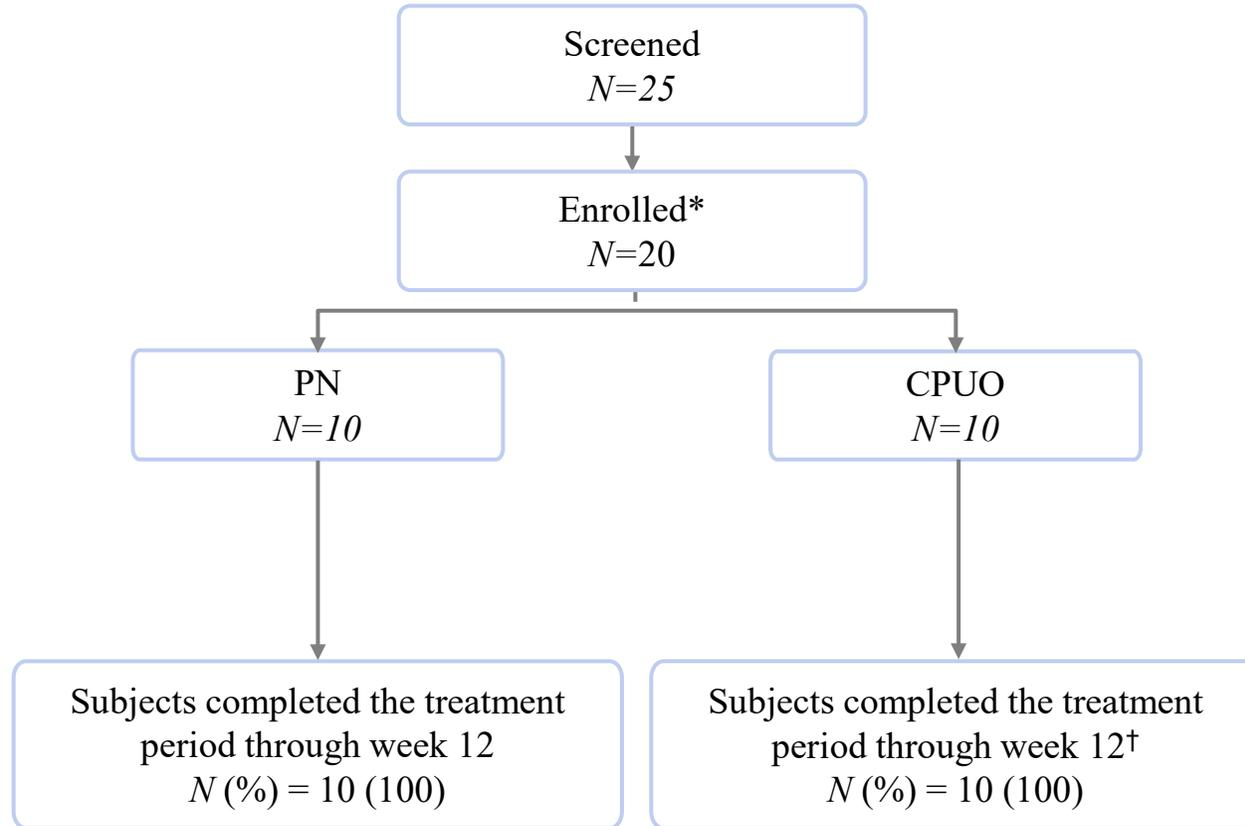 Screened
N=25
Enrolled*
N=20
PN
N=10
CPUO
N=10
Subjects completed the treatment
period through week 12
N (%) = 10 (100)
Subjects completed the treatment
period through week 12†
N (%) = 10 (100)